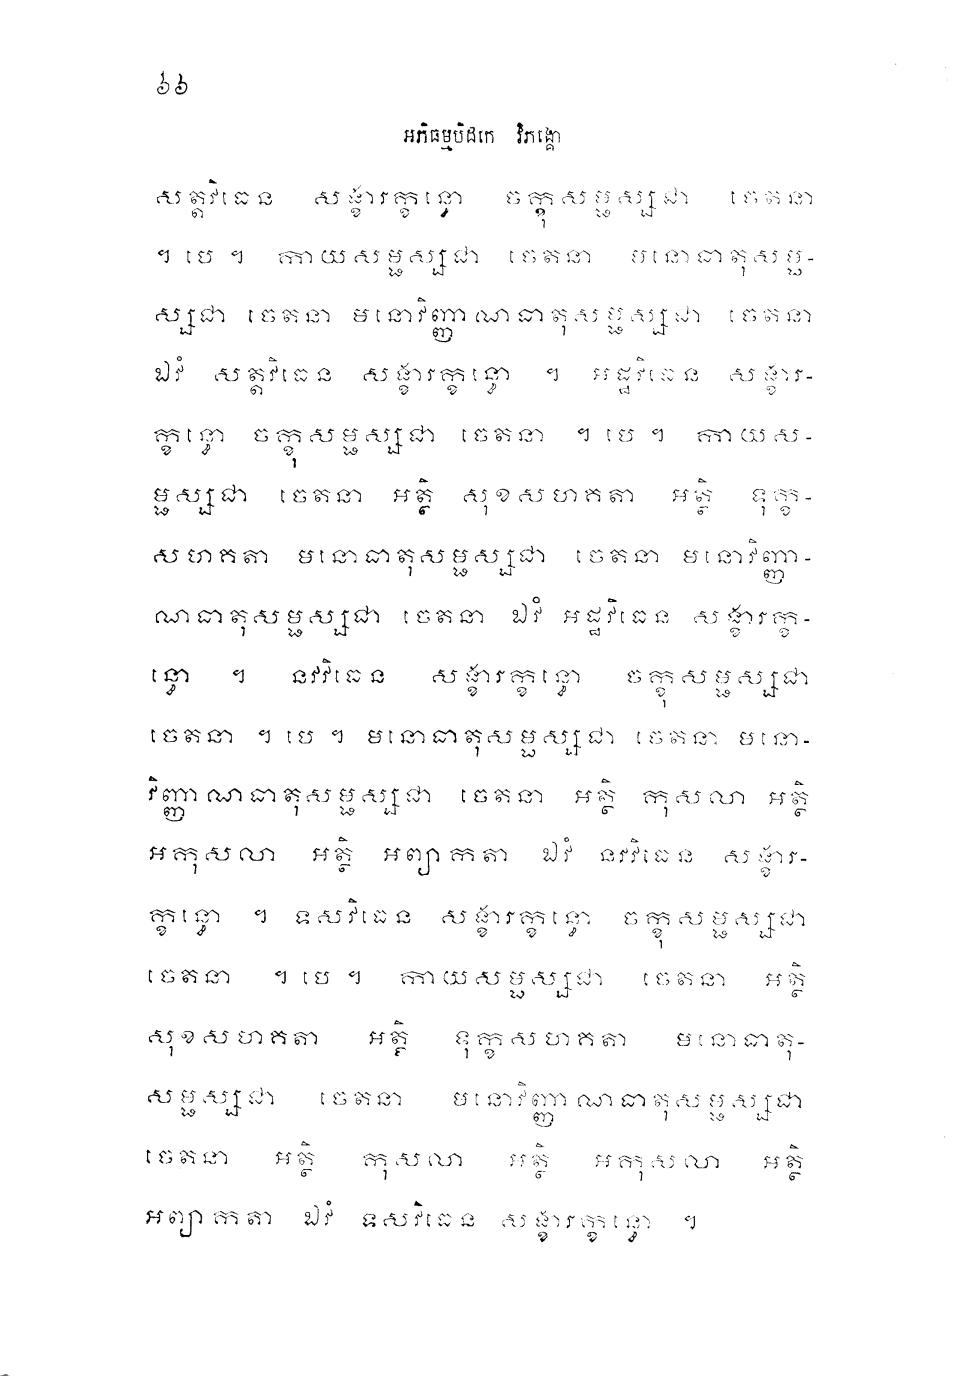 ៦៦
អភិធម្មបិដកេ វិភង្គោ
សត្តវិធេន សង្ខារក្ខន្ធោ ចក្ខុសម្ផស្សជា ចេតនា
។ បេ ។ កាយសម្ផស្សជា ចេតនា មនោធាតុសម្ផ-
ស្សជា ចេតនា មនោវិញ្ញាណធាតុសម្ផស្សជា ចេតនា
ឯវំ សត្តវិធេន សង្ខារក្ខន្ធោ ។ អដ្ឋវិធេន សង្ខារ-
ក្ខន្ធោ ចក្ខុសម្ផស្សជា ចេតនា ។ បេ ។ កាយស-
ម្ផស្សជា ចេតនា អត្ថិ សុខសហគតា អត្ថិ ទុក្ខ-
សហគតា មនោធាតុសម្ផស្សជា ចេតនា មនោវិញ្ញា-
ណធាតុសម្ផស្សជា ចេតនា ឯវំ អដ្ឋវិធេន សង្ខារក្ខ-
ន្ធោ ។ នវវិធេន សង្ខារក្ខន្ធោ ចក្ខុសម្ផស្សជា
ចេតនា ។ បេ ។ មនោធាតុសម្ផស្សជា ចេតនា មនោ-
វិញ្ញាណធាតុសម្ផស្សជា ចេតនា អត្ថិ កុសលា អត្ថិ
អកុសលា អត្ថិ អព្យាកតា ឯវំ នវវិធេន សង្ខារ-
ក្ខន្ធោ ។ ទសវិធេន សង្ខារក្ខន្ធោ ចក្ខុសម្ផស្សជា
ចេតនា ។ បេ ។ កាយសម្ផស្សជា ចេតនា អត្ថិ
សុខសហគតា អត្ថិ ទុក្ខសហគតា មនោធាតុ-
សម្ផស្សជា ចេតនា មនោវិញ្ញាណធាតុសម្ផស្សជា
ចេតនា អត្ថិ កុសលា អត្ថិ អកុសលា អត្ថិ
អព្យាកតា ឯវំ ទសវិធេន សង្ខារក្ខន្ធោ ។